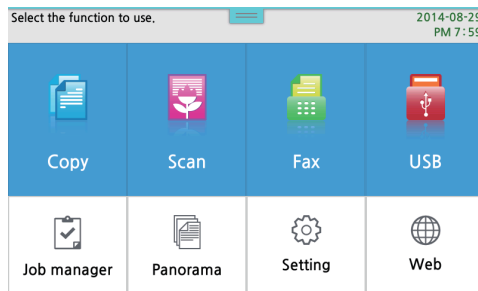 Select the function to use.
2014-08-29
PM 7:59
Copy
Scan
Fax
USB
Job manager
Panorama
Setting
Web